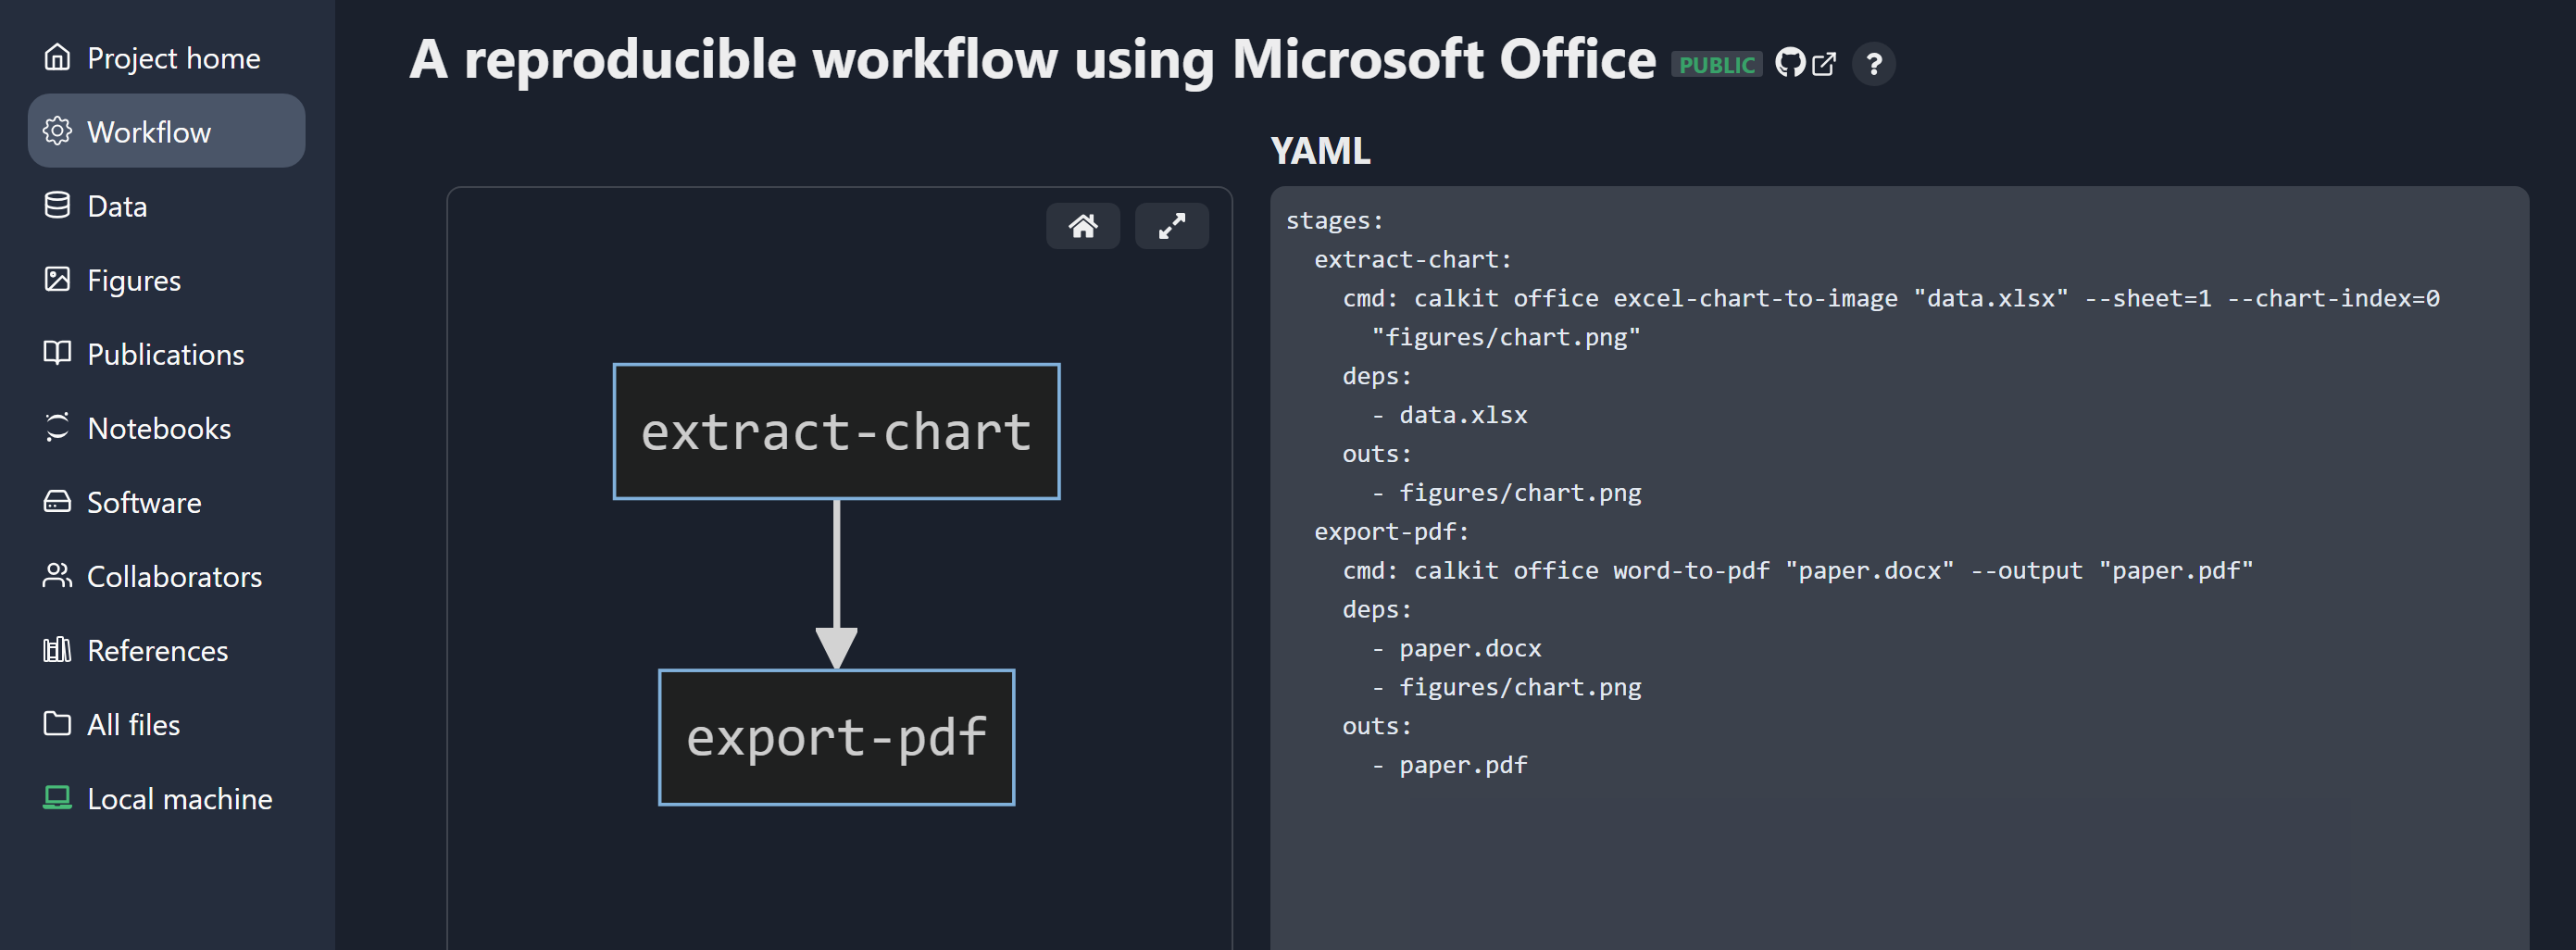 Project home
Workflow
Data
Figures
Publications
Notebooks
Software
Collaborators
References
All files
Local machine
A reproducible workflow using Microsoft Office PUBLIC ?
extract-chart
export-pdf
YAML
stages:
  extract-chart:
    cmd: calkit office excel-chart-to-image "data.xlsx" --sheet=1 --chart-index=0
      "figures/chart.png"
    deps:
      - data.xlsx
    outs:
      - figures/chart.png
  export-pdf:
    cmd: calkit office word-to-pdf "paper.docx" --output "paper.pdf"
    deps:
      - paper.docx
      - figures/chart.png
    outs:
      - paper.pdf